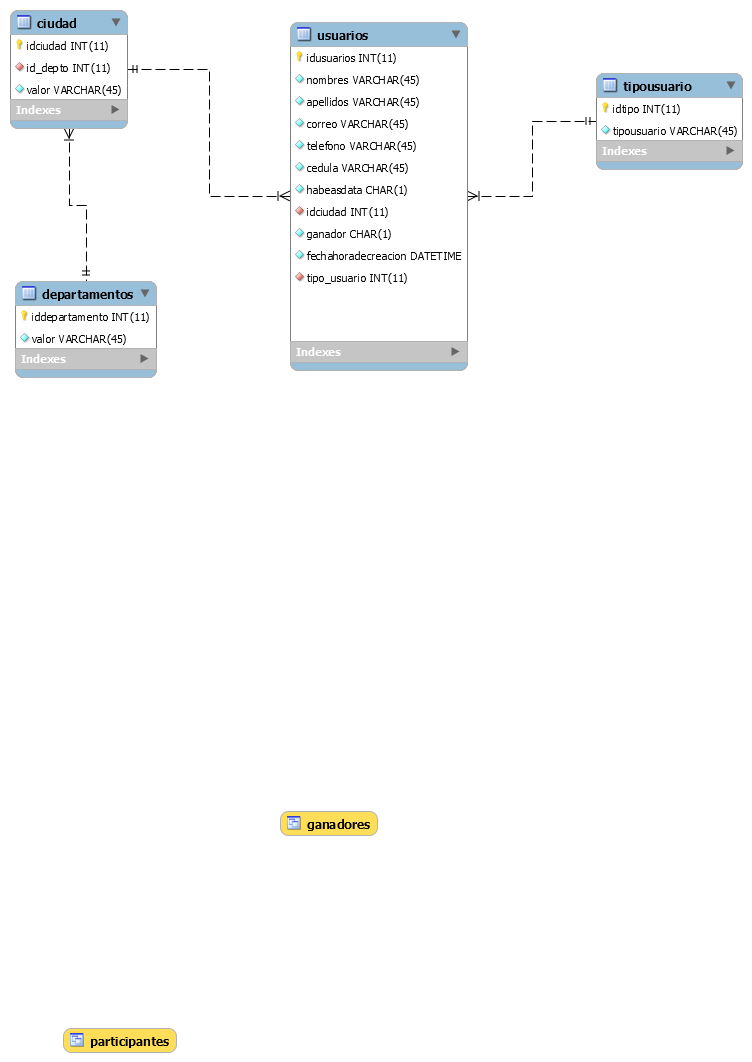 ciudad
idciudad INT(11)
id_depto INT(11)
valor VARCHAR(45)
Indexes
departamentos
iddepartamento INT(11)
valor VARCHAR(45)
Indexes
usuarios
idusuarios INT(11)
nombres VARCHAR(45)
apellidos VARCHAR(45)
correo VARCHAR(45)
telefono VARCHAR(45)
cedula VARCHAR(45)
habeasdata CHAR(1)
idciudad INT(11)
ganador CHAR(1)
fechahoradecreacion DATETIME
tipo_usuario INT(11)
Indexes
tipousuario
idtipo INT(11)
tipousuario VARCHAR(45)
Indexes
ganadores
participantes